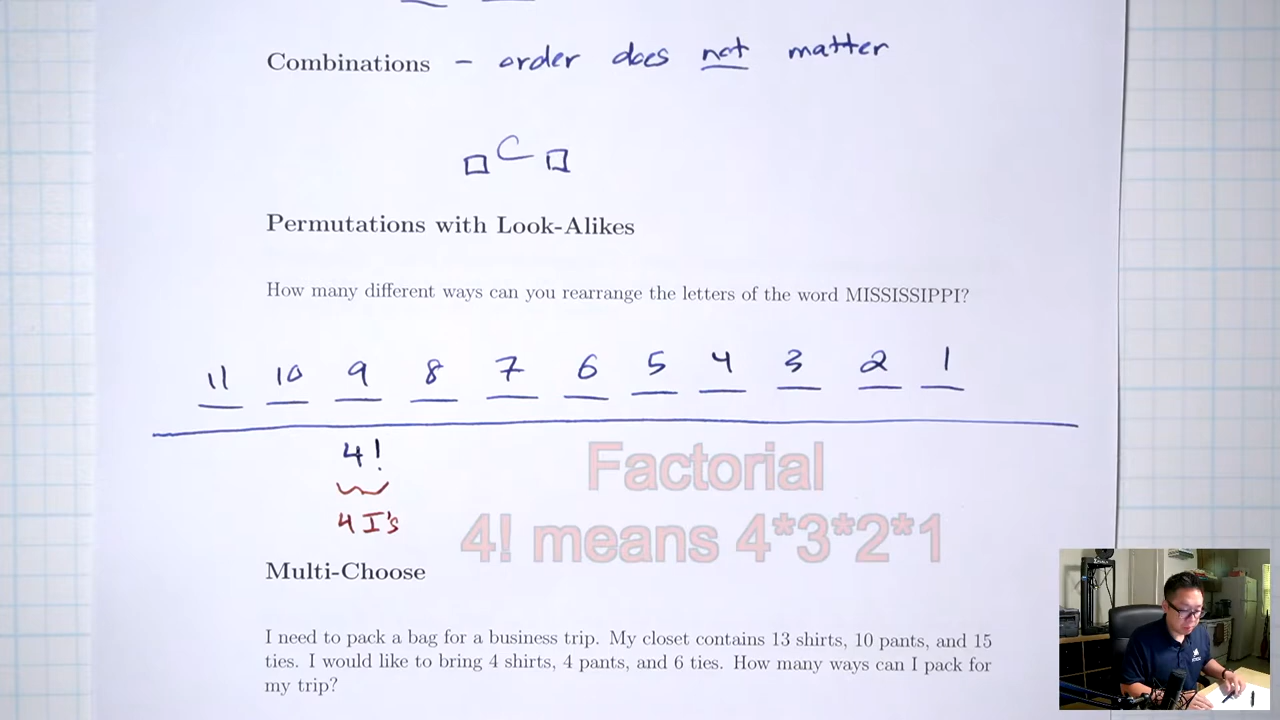 Combinations - order does not matter
C
Permutations with Look-Alikes
How many different ways can you rearrange the letters of the word MISSISSIPPI?
11 10 9 8 7 6 5 4 3 2 1
4!
4 I's
Factorial
4! means 4*3*2*1
Multi-Choose
I need to pack a bag for a business trip. My closet contains 13 shirts, 10 pants, and 15
ties. I would like to bring 4 shirts, 4 pants, and 6 ties. How many ways can I pack for
my trip?